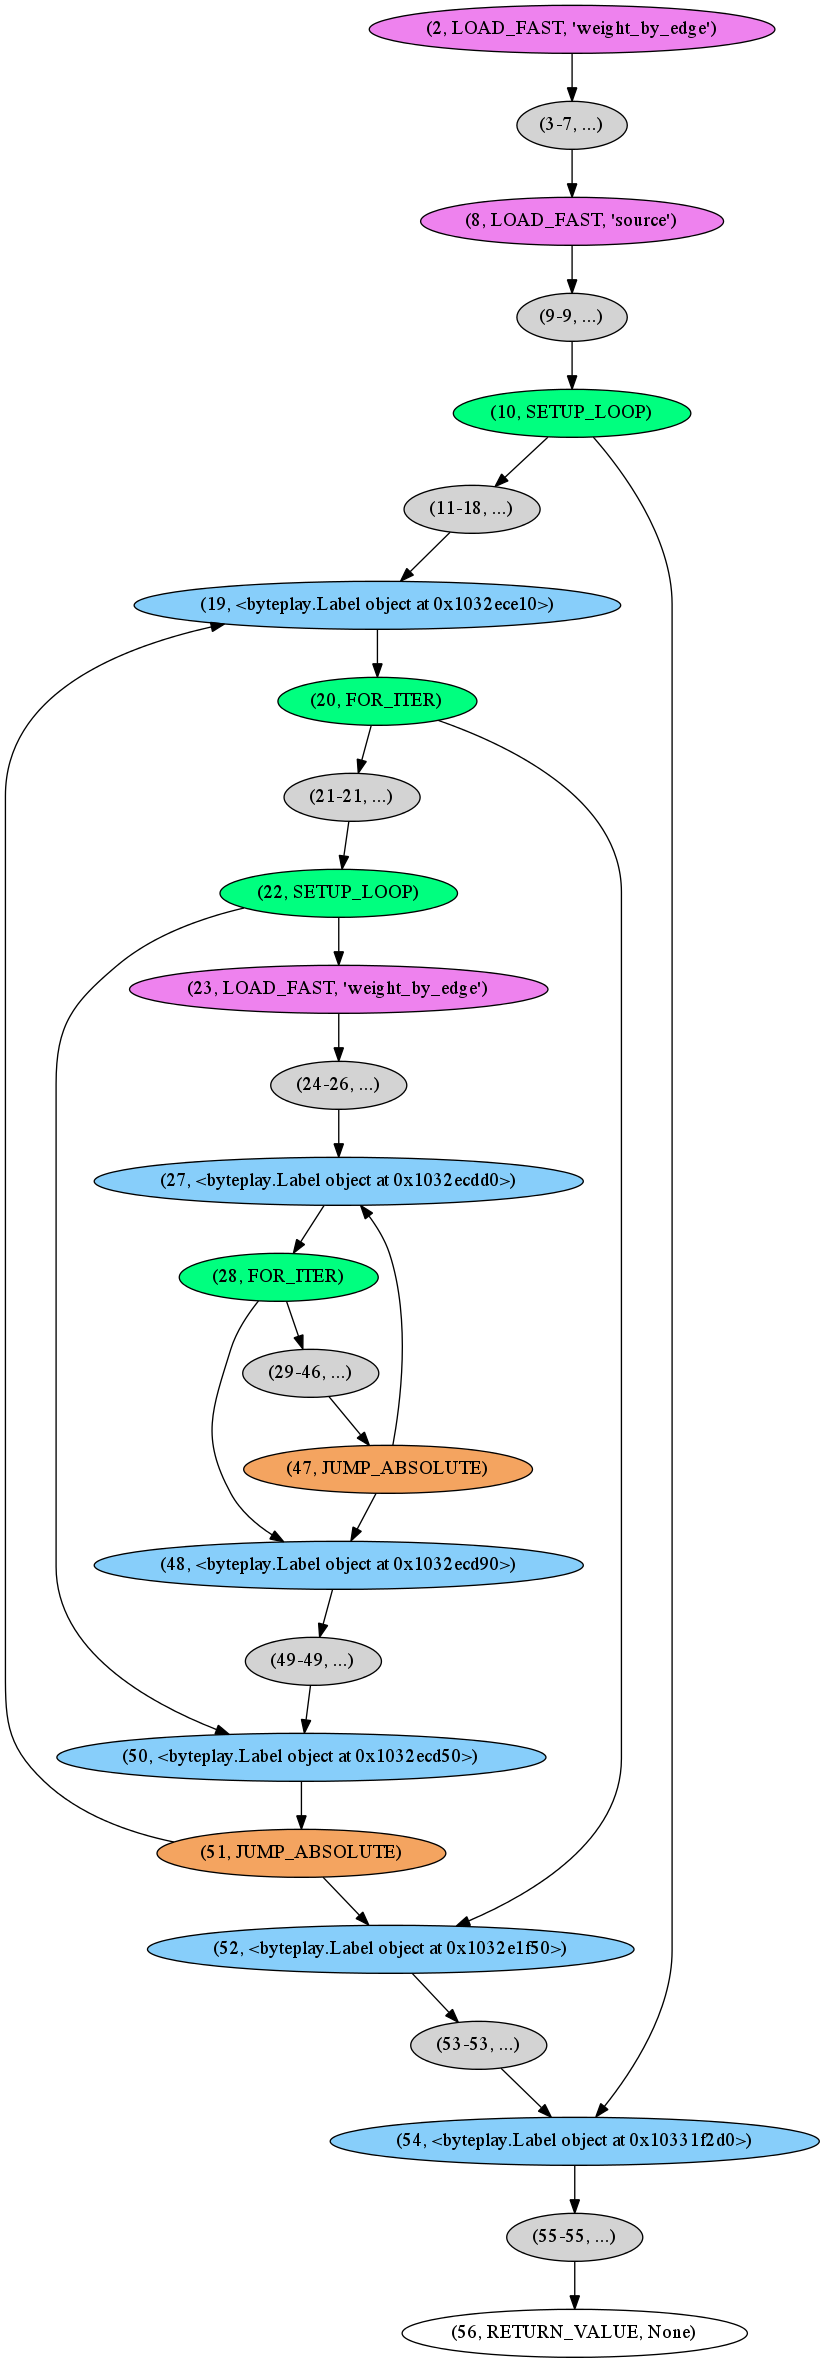 (2, LOAD_FAST, 'weight_by_edge')
(3-7, ...)
(8, LOAD_FAST, 'source')
(9-9, ...)
(10, SETUP_LOOP)
(11-18, ...)
(19, <byteplay.Label object at 0x1032ece10>)
(20, FOR_ITER)
(21-21, ...)
(22, SETUP_LOOP)
(23, LOAD_FAST, 'weight_by_edge')
(24-26, ...)
(27, <byteplay.Label object at 0x1032ecdd0>)
(28, FOR_ITER)
(29-46, ...)
(47, JUMP_ABSOLUTE)
(48, <byteplay.Label object at 0x1032ecd90>)
(49-49, ...)
(50, <byteplay.Label object at 0x1032ecd50>)
(51, JUMP_ABSOLUTE)
(52, <byteplay.Label object at 0x1032e1f50>)
(53-53, ...)
(54, <byteplay.Label object at 0x10331f2d0>)
(55-55, ...)
(56, RETURN_VALUE, None)